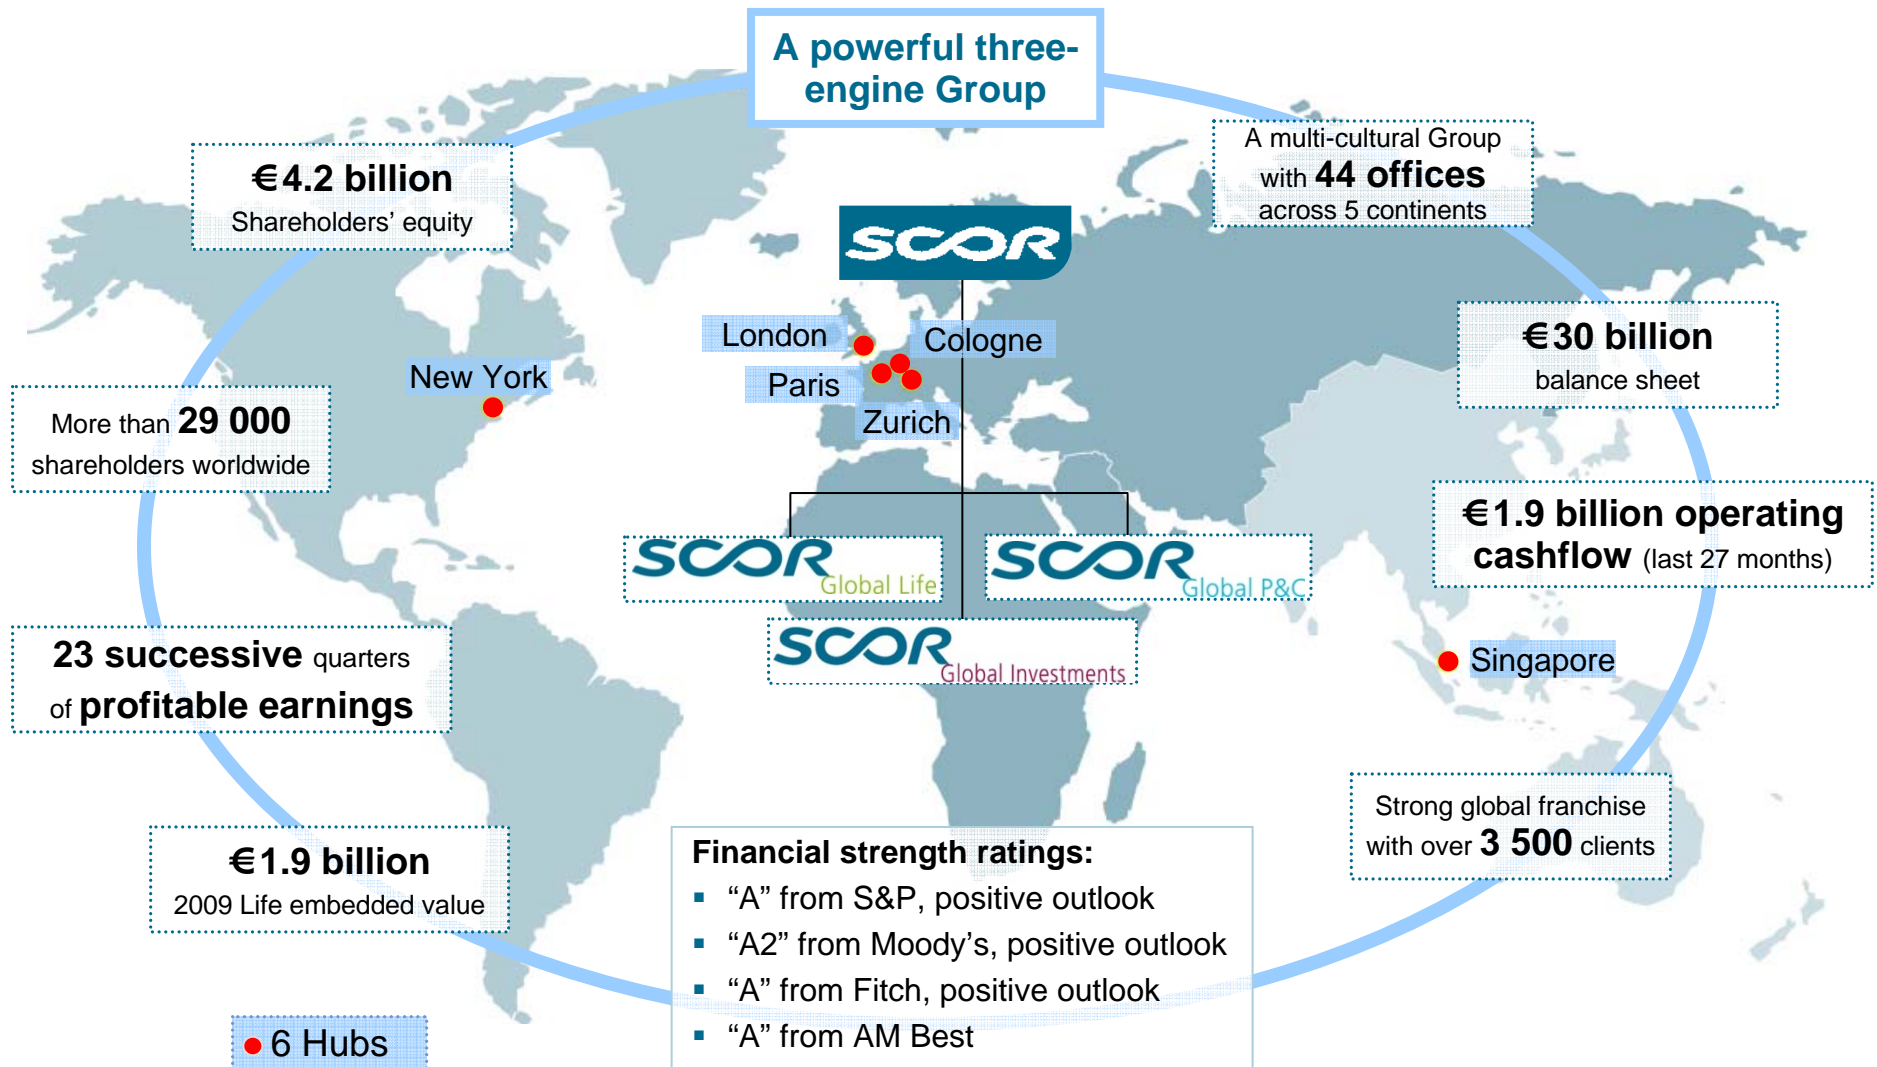 A powerful three-
engine Group
€4.2 billion
Shareholders’ equity
A multi-cultural Group
with 44 offices
across 5 continents
SCOR
London
Cologne
€30 billion
balance sheet
New York
Paris
Zurich
More than 29 000
shareholders worldwide
€1.9 billion operating
cashflow (last 27 months)
SCOR
Global Life
SCOR
Global P&C
SCOR
Global Investments
23 successive quarters
of profitable earnings
Singapore
Strong global franchise
with over 3 500 clients
€1.9 billion
2009 Life embedded value
Financial strength ratings:
▪ “A” from S&P, positive outlook
▪ “A2” from Moody’s, positive outlook
▪ “A” from Fitch, positive outlook
▪ “A” from AM Best
6 Hubs